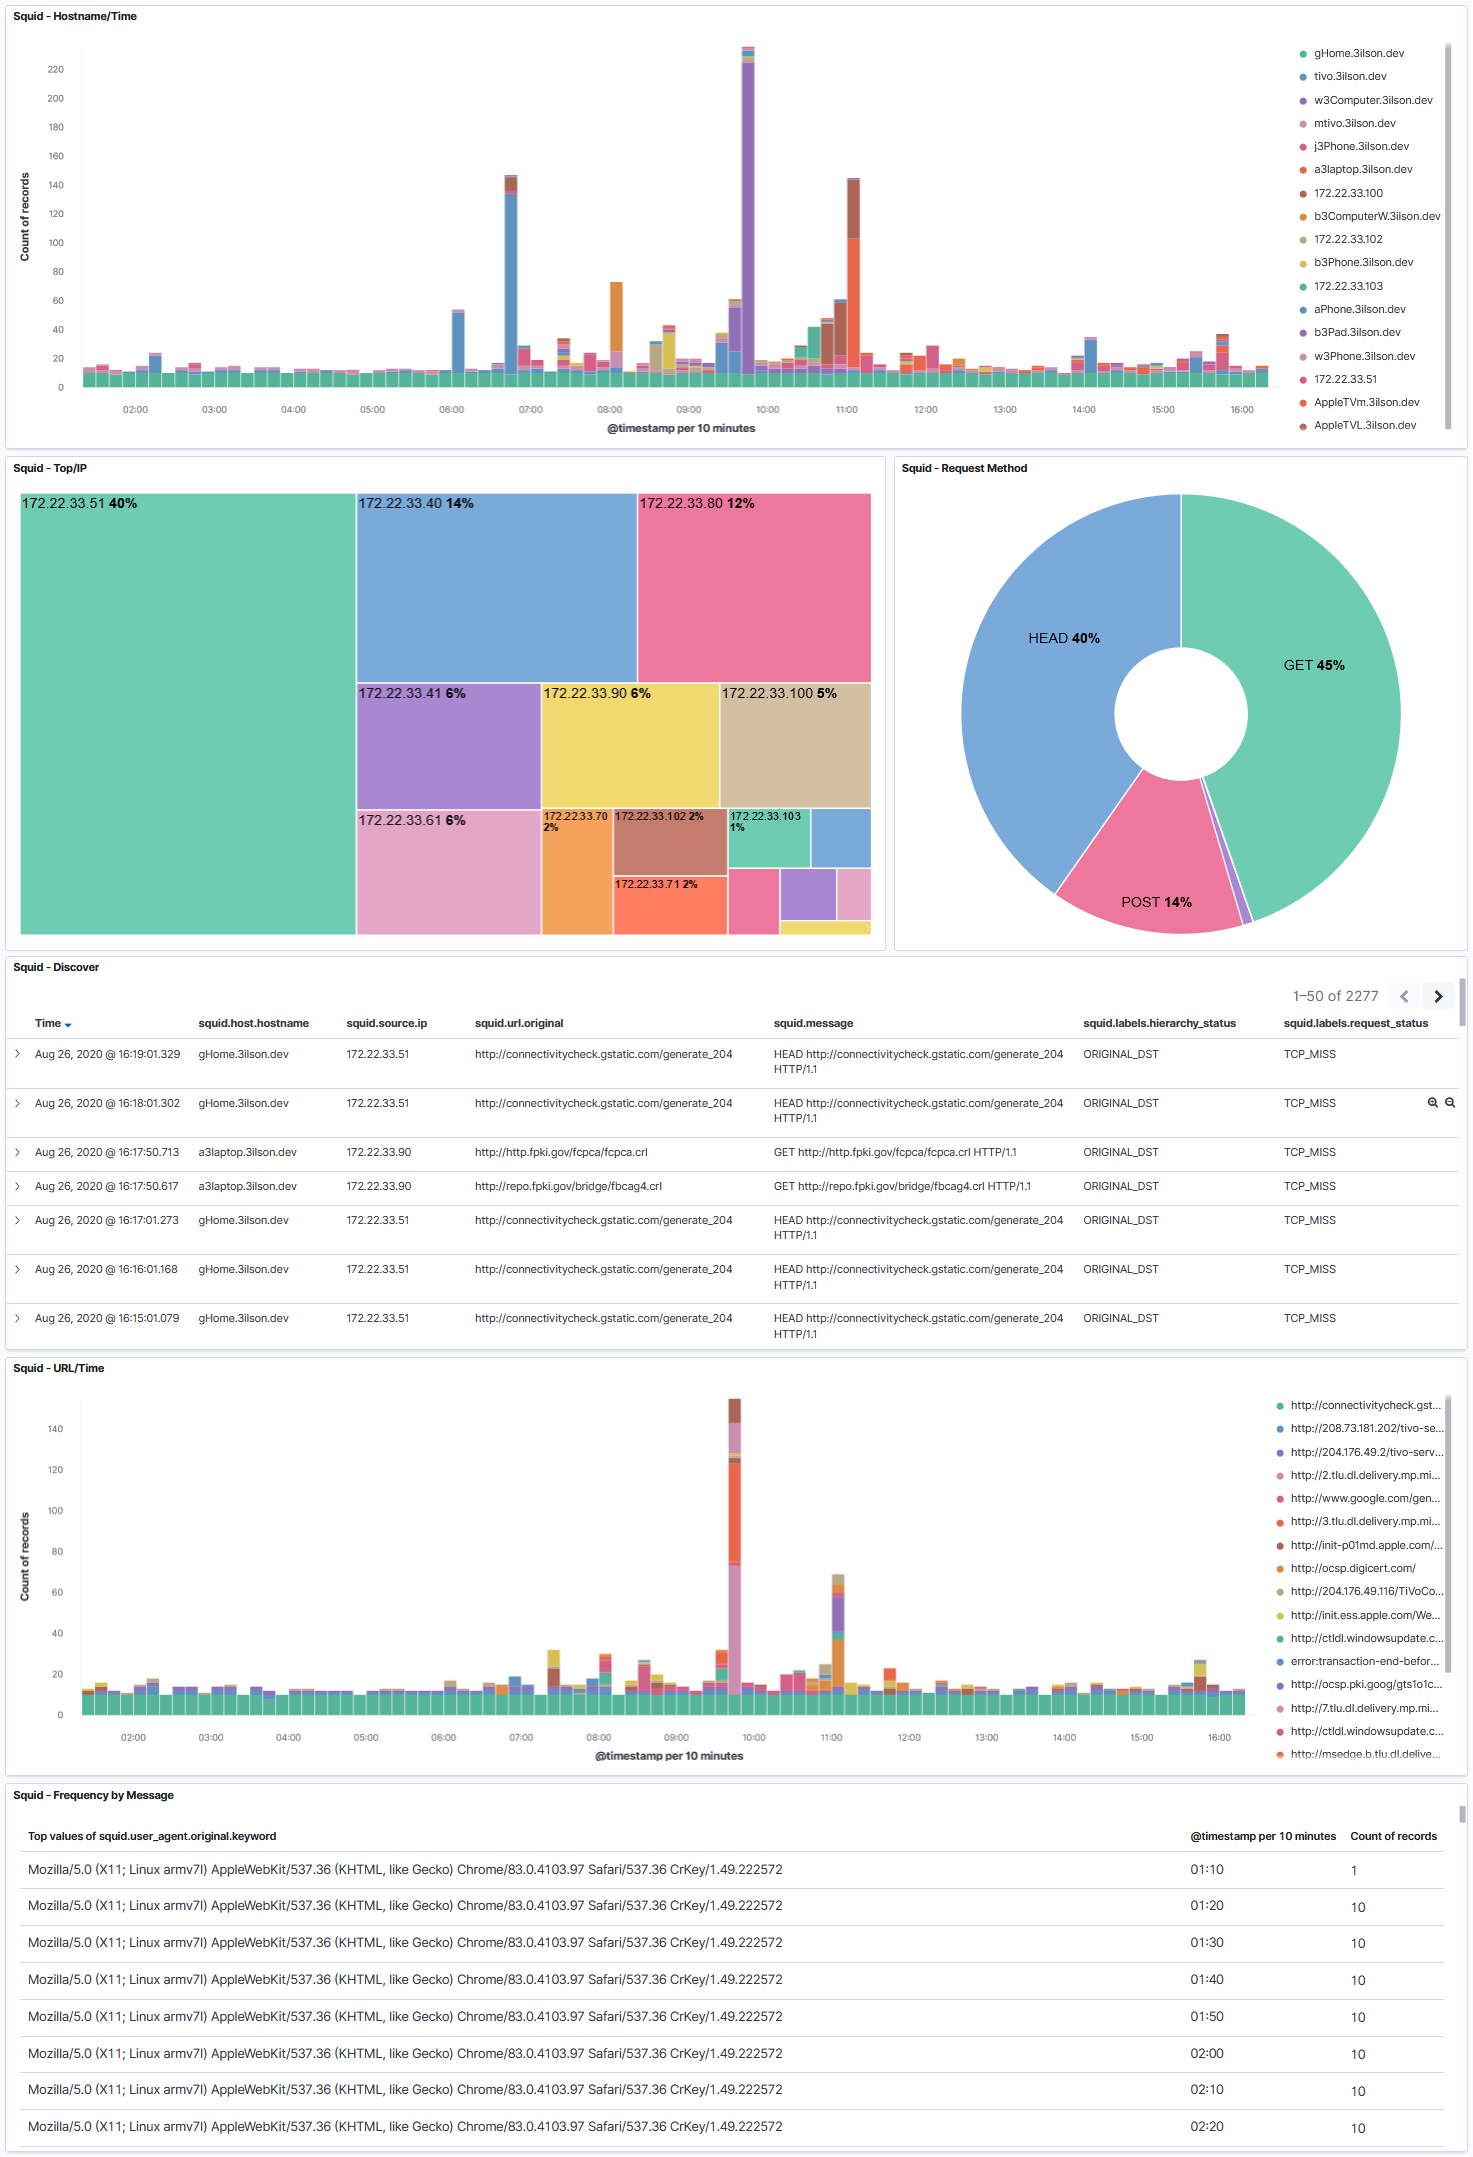 Squid - Hostname/Time
220
200
180
160
140
120
100
80
60
40
20
0
Count of records
02:00 03:00 04:00 05:00 06:00 07:00 08:00 09:00 10:00 11:00 12:00 13:00 14:00 15:00 16:00
@timestamp per 10 minutes
gHome.3ilson.dev
tivo.3ilson.dev
w3Computer.3ilson.dev
mtivo.3ilson.dev
j3Phone.3ilson.dev
a3laptop.3ilson.dev
172.22.33.100
b3ComputerW.3ilson.dev
172.22.33.102
b3Phone.3ilson.dev
172.22.33.103
aPhone.3ilson.dev
b3Pad.3ilson.dev
w3Phone.3ilson.dev
172.22.33.51
AppleTVm.3ilson.dev
AppleTVL.3ilson.dev
Squid - Top/IP
172.22.33.51 40%
172.22.33.40 14%
172.22.33.80 12%
172.22.33.41 6%
172.22.33.90 6%
172.22.33.100 5%
172.22.33.61 6%
172.22.33.70
2%
172.22.33.102 2%
172.22.33.103
1%
172.22.33.71 2%
Squid - Request Method
HEAD 40%
GET 45%
POST 14%
Squid - Discover
1–50 of 2277
Time squid.host.hostname squid.source.ip squid.url.original squid.message squid.labels.hierarchy_status squid.labels.request_status
Aug 26, 2020 @ 16:19:01.329 gHome.3ilson.dev 172.22.33.51 http://connectivitycheck.gstatic.com/generate_204 HEAD http://connectivitycheck.gstatic.com/generate_204 ORIGINAL_DST TCP_MISS
HTTP/1.1
Aug 26, 2020 @ 16:18:01.302 gHome.3ilson.dev 172.22.33.51 http://connectivitycheck.gstatic.com/generate_204 HEAD http://connectivitycheck.gstatic.com/generate_204 ORIGINAL_DST TCP_MISS
HTTP/1.1
Aug 26, 2020 @ 16:17:50.713 a3laptop.3ilson.dev 172.22.33.90 http://http.fpki.gov/fcpca/fcpca.crl GET http://http.fpki.gov/fcpca/fcpca.crl HTTP/1.1 ORIGINAL_DST TCP_MISS
Aug 26, 2020 @ 16:17:50.617 a3laptop.3ilson.dev 172.22.33.90 http://repo.fpki.gov/bridge/fbcag4.crl GET http://repo.fpki.gov/bridge/fbcag4.crl HTTP/1.1 ORIGINAL_DST TCP_MISS
Aug 26, 2020 @ 16:17:01.273 gHome.3ilson.dev 172.22.33.51 http://connectivitycheck.gstatic.com/generate_204 HEAD http://connectivitycheck.gstatic.com/generate_204 ORIGINAL_DST TCP_MISS
HTTP/1.1
Aug 26, 2020 @ 16:16:01.168 gHome.3ilson.dev 172.22.33.51 http://connectivitycheck.gstatic.com/generate_204 HEAD http://connectivitycheck.gstatic.com/generate_204 ORIGINAL_DST TCP_MISS
HTTP/1.1
Aug 26, 2020 @ 16:15:01.079 gHome.3ilson.dev 172.22.33.51 http://connectivitycheck.gstatic.com/generate_204 HEAD http://connectivitycheck.gstatic.com/generate_204 ORIGINAL_DST TCP_MISS
HTTP/1.1
Squid - URL/Time
140
120
100
80
60
40
20
0
Count of records
02:00 03:00 04:00 05:00 06:00 07:00 08:00 09:00 10:00 11:00 12:00 13:00 14:00 15:00 16:00
@timestamp per 10 minutes
http://connectivitycheck.gst...
http://208.73.181.202/tivo-se...
http://204.176.49.2/tivo-serv...
http://2.tlu.dl.delivery.mp.mi...
http://www.google.com/gen...
http://3.tlu.dl.delivery.mp.mi...
http://init-p01md.apple.com/...
http://ocsp.digicert.com/
http://204.176.49.116/TiVoCo...
http://init.ess.apple.com/We...
http://ctldl.windowsupdate.c...
error:transaction-end-befor...
http://ocsp.pki.goog/gts1o1c...
http://7.tlu.dl.delivery.mp.mi...
http://ctldl.windowsupdate.c...
http://msedge.b.tlu.dl.delive...
Squid - Frequency by Message
Top values of squid.user_agent.original.keyword @timestamp per 10 minutes Count of records
Mozilla/5.0 (X11; Linux armv7l) AppleWebKit/537.36 (KHTML, like Gecko) Chrome/83.0.4103.97 Safari/537.36 CrKey/1.49.222572 01:10 1
Mozilla/5.0 (X11; Linux armv7l) AppleWebKit/537.36 (KHTML, like Gecko) Chrome/83.0.4103.97 Safari/537.36 CrKey/1.49.222572 01:20 10
Mozilla/5.0 (X11; Linux armv7l) AppleWebKit/537.36 (KHTML, like Gecko) Chrome/83.0.4103.97 Safari/537.36 CrKey/1.49.222572 01:30 10
Mozilla/5.0 (X11; Linux armv7l) AppleWebKit/537.36 (KHTML, like Gecko) Chrome/83.0.4103.97 Safari/537.36 CrKey/1.49.222572 01:40 10
Mozilla/5.0 (X11; Linux armv7l) AppleWebKit/537.36 (KHTML, like Gecko) Chrome/83.0.4103.97 Safari/537.36 CrKey/1.49.222572 01:50 10
Mozilla/5.0 (X11; Linux armv7l) AppleWebKit/537.36 (KHTML, like Gecko) Chrome/83.0.4103.97 Safari/537.36 CrKey/1.49.222572 02:00 10
Mozilla/5.0 (X11; Linux armv7l) AppleWebKit/537.36 (KHTML, like Gecko) Chrome/83.0.4103.97 Safari/537.36 CrKey/1.49.222572 02:10 10
Mozilla/5.0 (X11; Linux armv7l) AppleWebKit/537.36 (KHTML, like Gecko) Chrome/83.0.4103.97 Safari/537.36 CrKey/1.49.222572 02:20 10